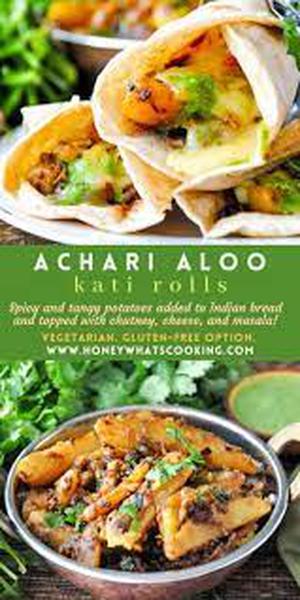 ACHARI ALOO
kati rolls
Spicy and tangy potatoes added to Indian bread
and topped with chutney, cheese, and masala!
VEGETARIAN. GLUTEN-FREE OPTION.
WWW.HONEYWHATSCOOKING.COM